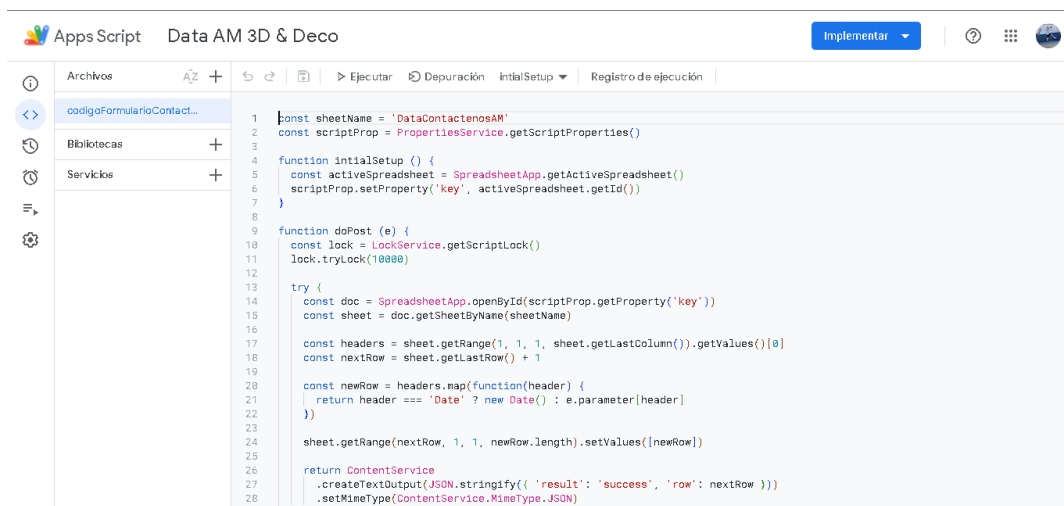 Apps Script Data AM 3D & Deco Implementar
Archivos AZ Ejecutar Depuración intialSetup Registro de ejecución
codigoFormularioContact...
Bibliotecas
Servicios
1 const sheetName = 'DataContactenosAM'
2 const scriptProp = PropertiesService.getScriptProperties()
3
4 function intialSetup () {
5 const activeSpreadsheet = SpreadsheetApp.getActiveSpreadsheet()
6 scriptProp.setProperty('key', activeSpreadsheet.getId())
7 }
8
9 function doPost (e) {
10 const lock = LockService.getScriptLock()
11 lock.tryLock(10000)
12
13 try {
14 const doc = SpreadsheetApp.openById(scriptProp.getProperty('key'))
15 const sheet = doc.getSheetByName(sheetName)
16
17 const headers = sheet.getRange(1, 1, 1, sheet.getLastColumn()).getValues()[0]
18 const nextRow = sheet.getLastRow() + 1
19
20 const newRow = headers.map(function(header) {
21 return header === 'Date' ? new Date() : e.parameter[header]
22 })
23
24 sheet.getRange(nextRow, 1, 1, newRow.length).setValues([newRow])
25
26 return ContentService
27 .createTextOutput(JSON.stringify({ 'result': 'success', 'row': nextRow }))
28 .setMimeType(ContentService.MimeType.JSON)